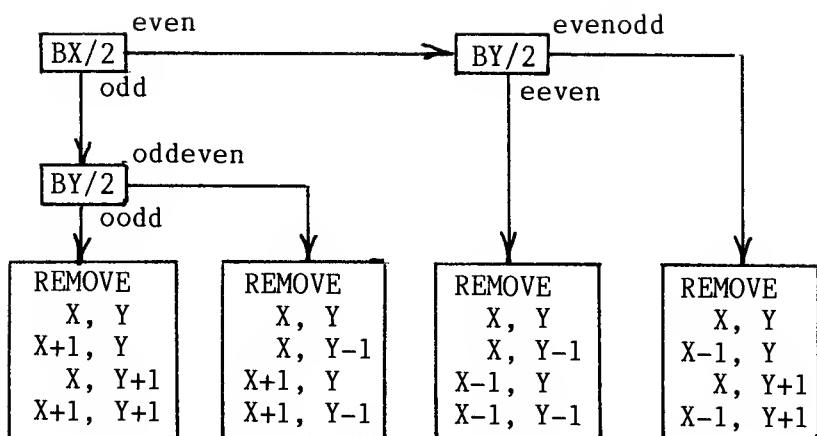 even
evenodd
BX/2
BY/2
odd
eeven
.oddeven
BY/2
oodd
REMOVE
X, Y
X+1, Y
X, Y+1
X+1, Y+1
REMOVE
X, Y
X, Y-1
X+1, Y
X+1, Y-1
REMOVE
X, Y
X, Y-1
X-1, Y
X-1, Y-1
REMOVE
X, Y
X-1, Y
X, Y+1
X-1, Y+1